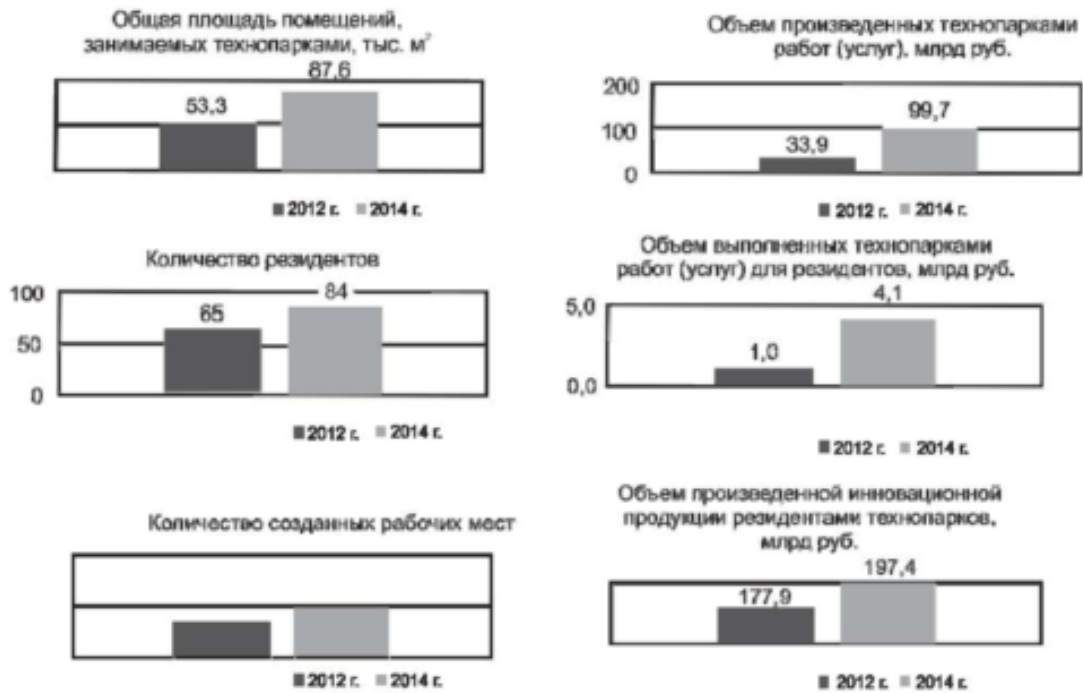 Общая площадь помещений,
занимаемых технопарками, тыс. м²
87,6
53,3
2012 г. 2014 г.
Объем произведенных технопарками
работ (услуг), млрд руб.
200
99,7
100
33,9
0
2012 г. 2014 г.
Количество резидентов
100
84
65
50
0
2012 г. 2014 г.
Объем выполненных технопарками
работ (услуг) для резидентов, млрд руб.
4,1
5,0
1,0
0,0
2012 г. 2014 г.
Количество созданных рабочих мест
2012 г. 2014 г.
Объем произведенной инновационной
продукции резидентами технопарков,
млрд руб.
197,4
177,9
2012 г. 2014 г.